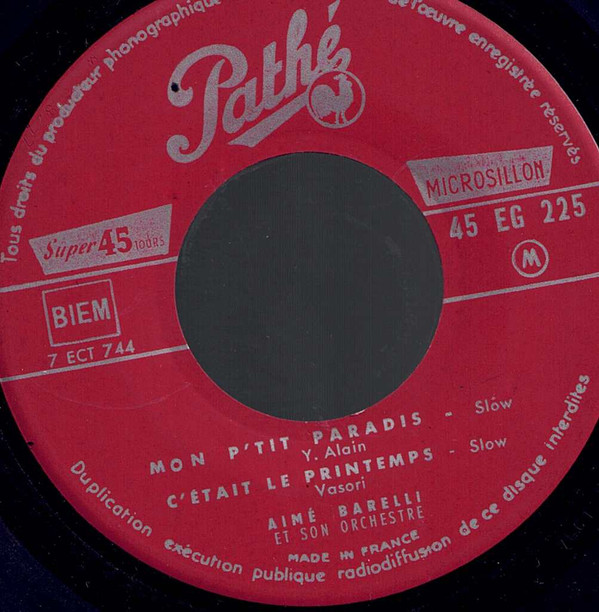 Tous droits du producteur phonographique
de l'œuvre enregistrée réservés
Pathé
MICROSILLON
45 EG 225
M
Super 45 TOURS
BIEM
7 ECT 744
MON P'TIT PARADIS - Slow
Y. Alain
C'ÉTAIT LE PRINTEMPS - Slow
Vasori
AIMÉ BARELLI
ET SON ORCHESTRE
MADE IN FRANCE
Duplication exécution publique radiodiffusion de ce disque interdites